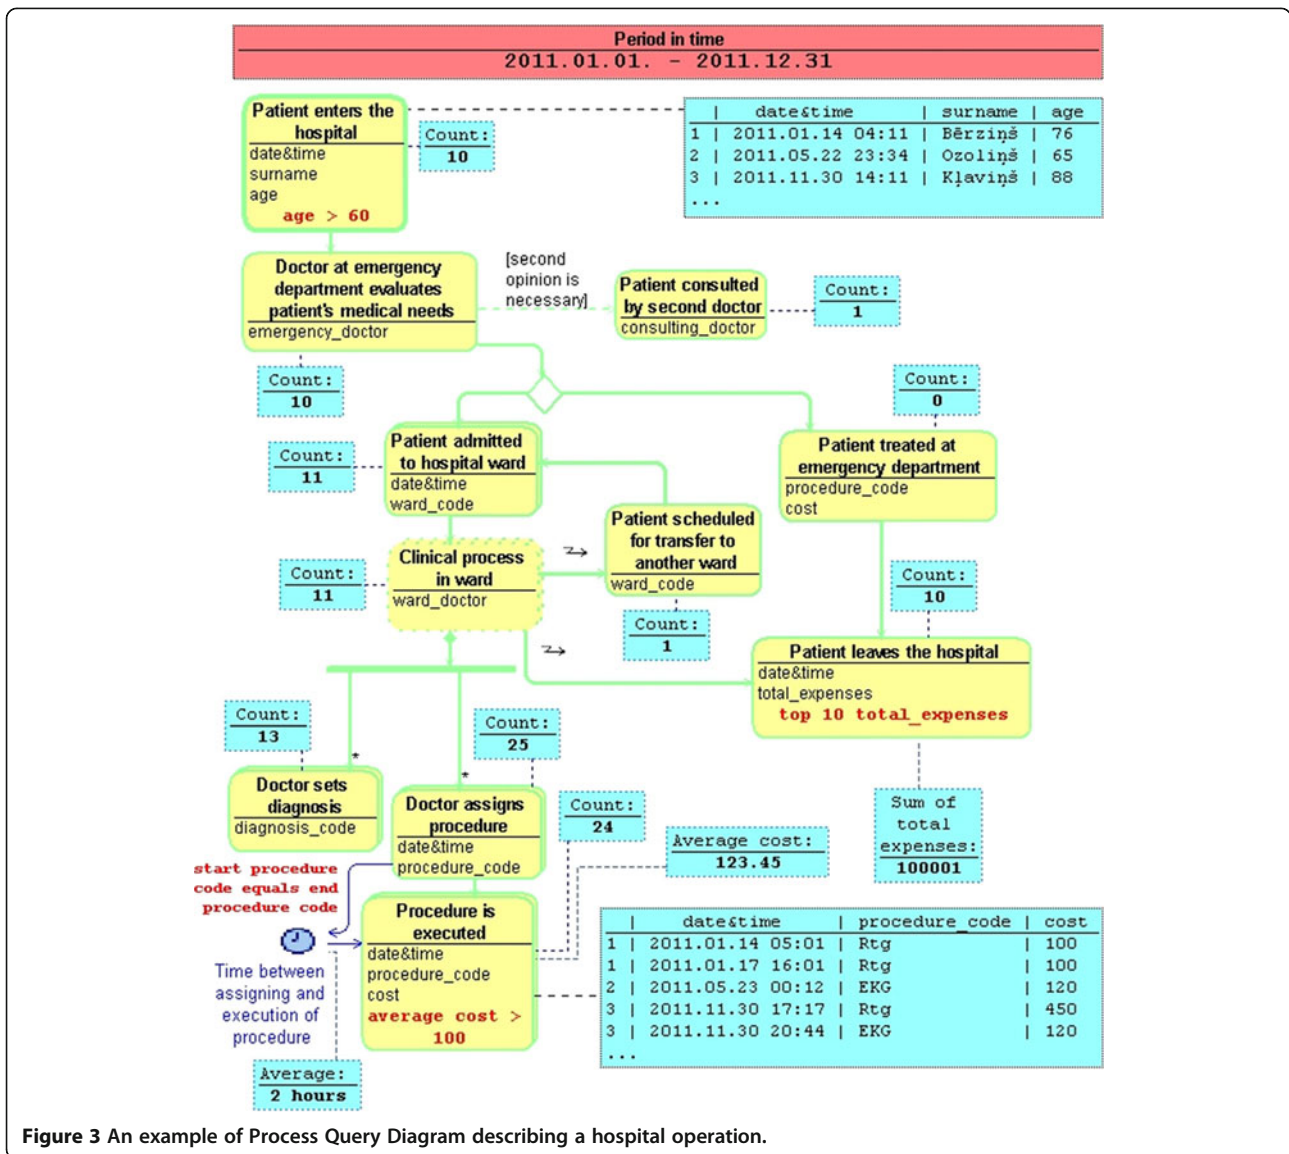 Period in time
2011.01.01. - 2011.12.31
Patient enters the
hospital
date&time
surname
age
age > 60
Count:
10
| date&time | surname | age
1 | 2011.01.14 04:11 | Bērziņš | 76
2 | 2011.05.22 23:34 | Ozoliņš | 65
3 | 2011.11.30 14:11 | Kļaviņš | 88
...
Doctor at emergency
department evaluates
patient's medical needs
emergency_doctor
[second
opinion is
necessary]
Patient consulted
by second doctor
consulting_doctor
Count:
1
Count:
10
Count:
0
Patient admitted
to hospital ward
date&time
ward_code
Count:
11
Patient treated at
emergency department
procedure_code
cost
Patient scheduled
for transfer to
another ward
ward_code
Clinical process
in ward
ward_doctor
Count:
11
Count:
1
Count:
10
Patient leaves the hospital
date&time
total_expenses
top 10 total_expenses
Count:
13
Count:
25
*
*
Doctor sets
diagnosis
diagnosis_code
Doctor assigns
procedure
date&time
procedure_code
Count:
24
Average cost:
123.45
Sum of
total
expenses:
100001
start procedure
code equals end
procedure code
Procedure is
executed
date&time
procedure_code
cost
average cost >
100
Time between
assigning and
execution of
procedure
Average:
2 hours
| date&time | procedure_code | cost
1 | 2011.01.14 05:01 | Rtg | 100
1 | 2011.01.17 16:01 | Rtg | 100
2 | 2011.05.23 00:12 | EKG | 120
3 | 2011.11.30 17:17 | Rtg | 450
3 | 2011.11.30 20:44 | EKG | 120
...
Figure 3 An example of Process Query Diagram describing a hospital operation.